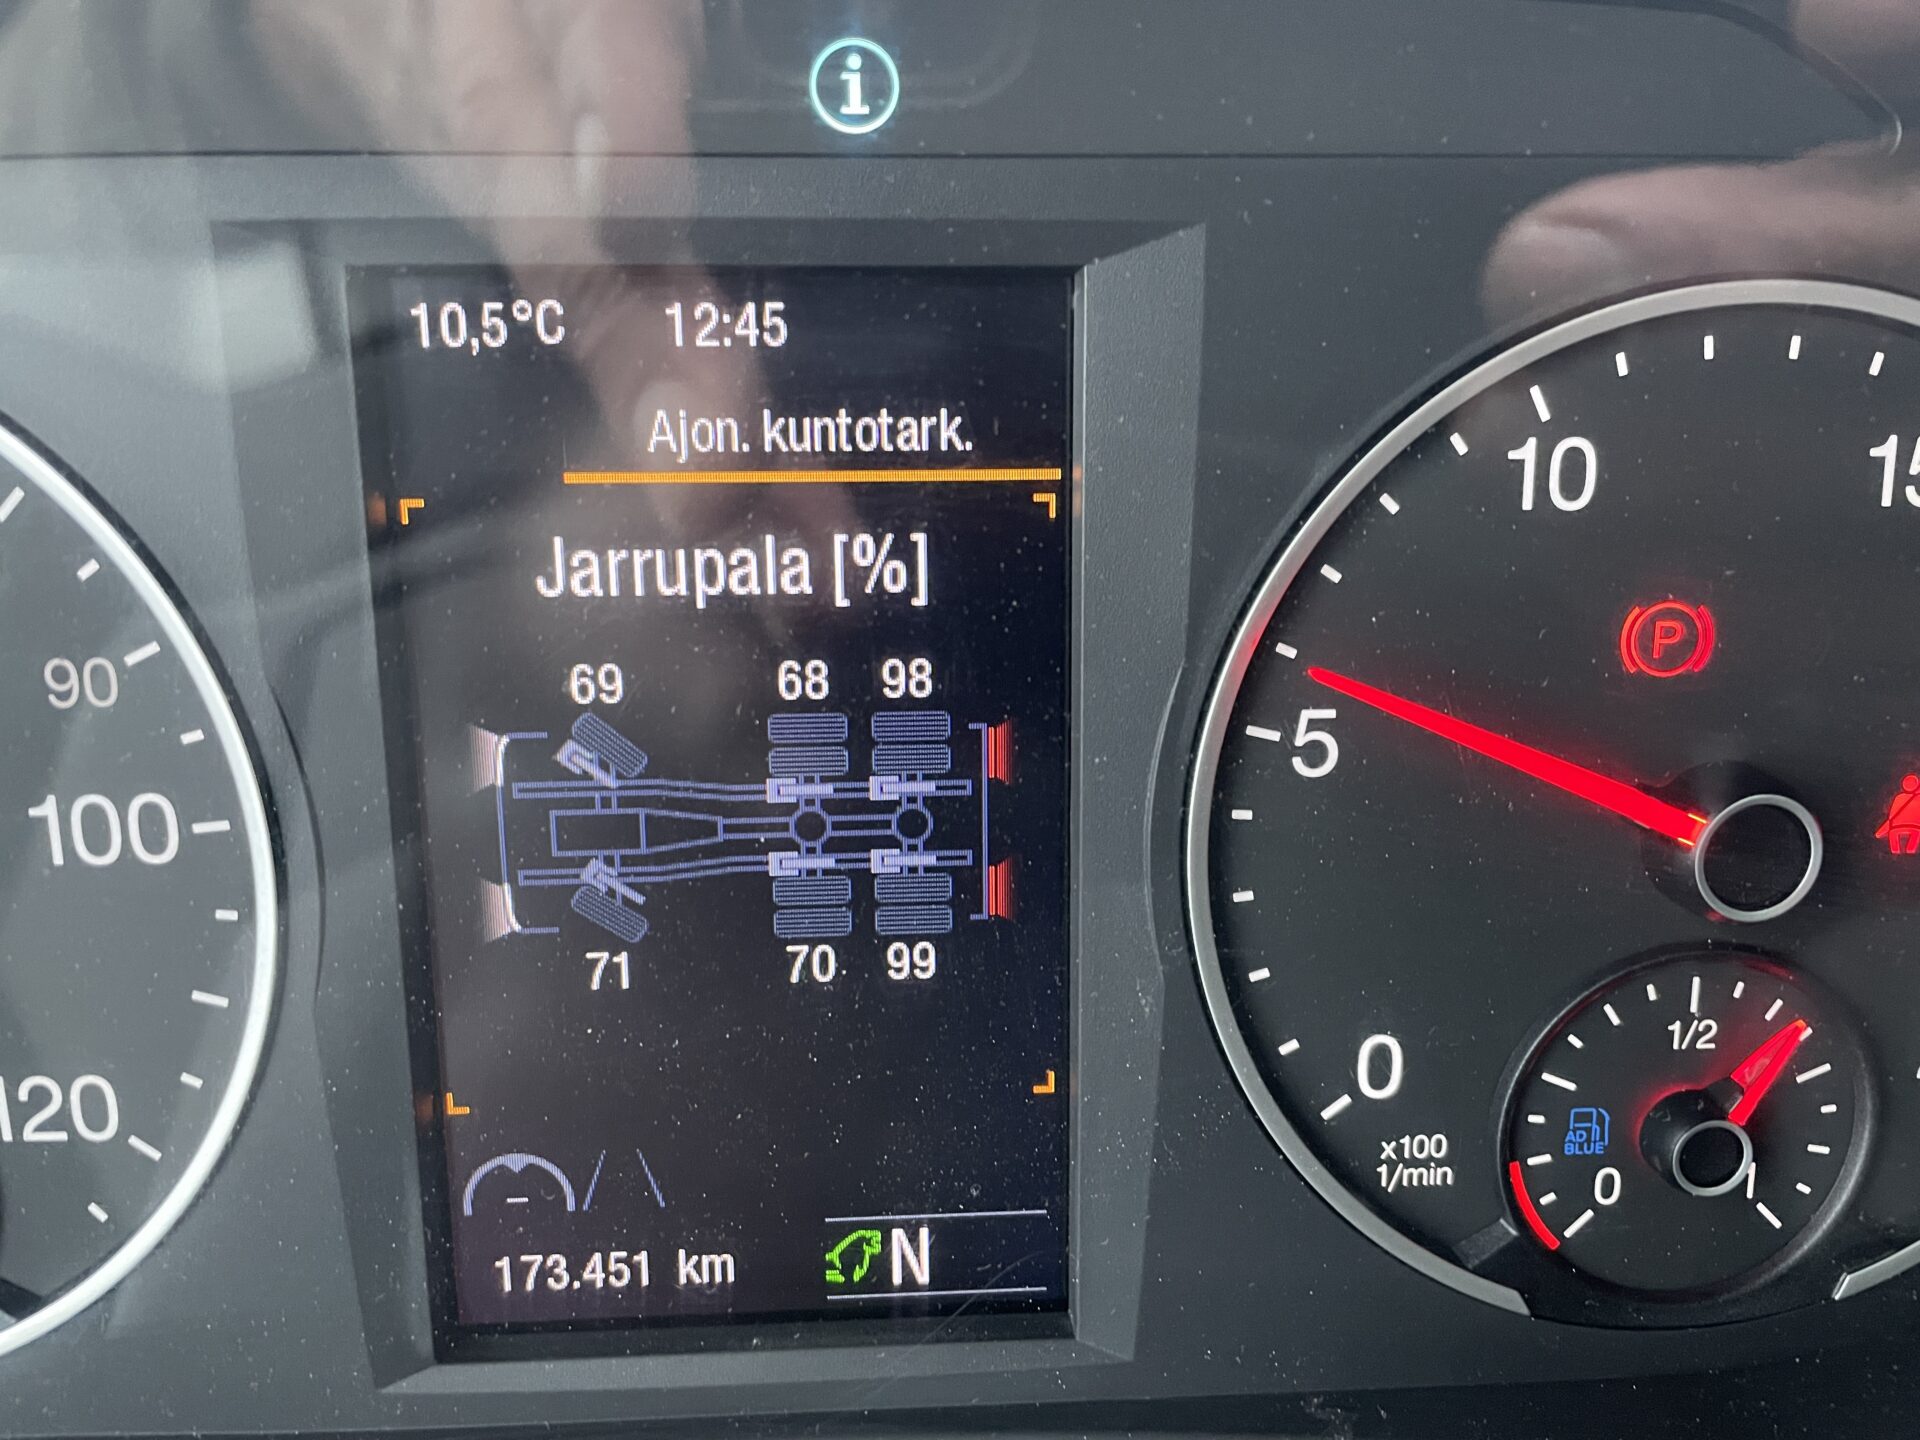 i
10,5°C 12:45
Ajon. kuntotark.
Jarrupala [%]
69 68 98
71 70 99
173.451 km
N
90
100
120
0
5
10
15
x100
1/min
P
1/2
AD
BLUE
0
1